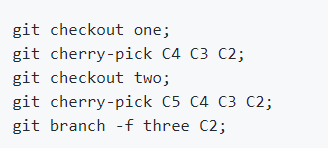 git checkout one;
git cherry-pick C4 C3 C2;
git checkout two;
git cherry-pick C5 C4 C3 C2;
git branch -f three C2;